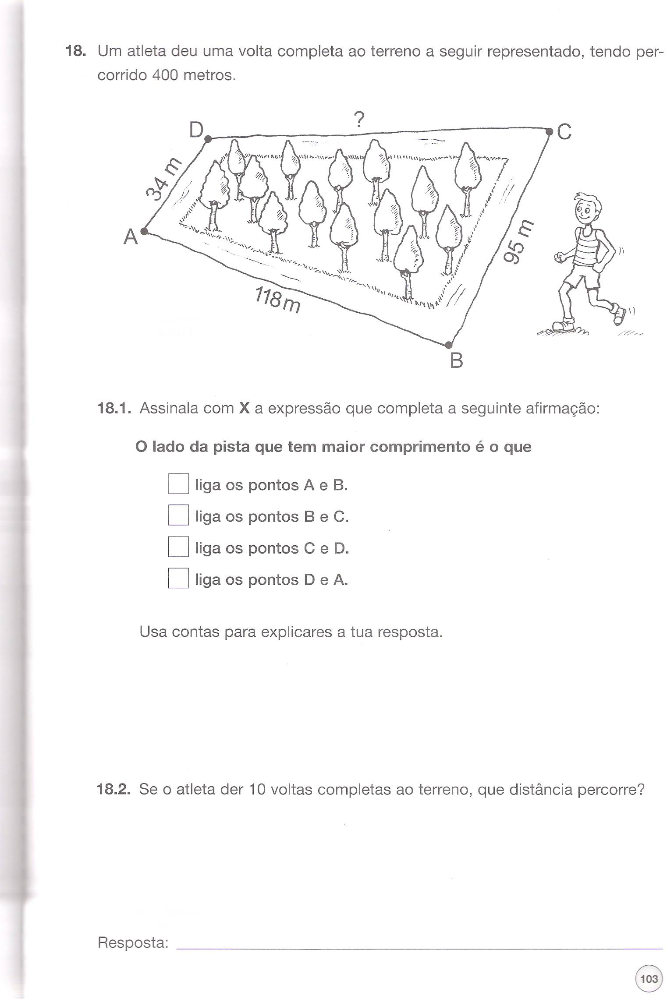 18. Um atleta deu uma volta completa ao terreno a seguir representado, tendo per-
corrido 400 metros.
?
D
C
34 m
A
95 m
118m
B
18.1. Assinala com X a expressão que completa a seguinte afirmação:
O lado da pista que tem maior comprimento é o que
liga os pontos A e B.
liga os pontos B e C.
liga os pontos C e D.
liga os pontos D e A.
Usa contas para explicares a tua resposta.
18.2. Se o atleta der 10 voltas completas ao terreno, que distância percorre?
Resposta:
103